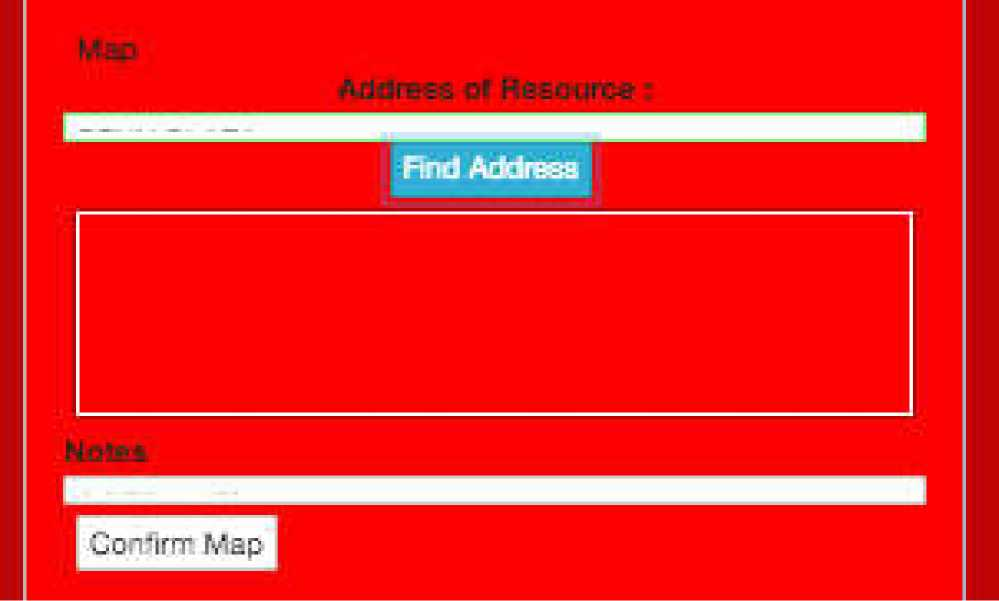 Map
Address of Resource :
Find Address
Notes
Confirm Map